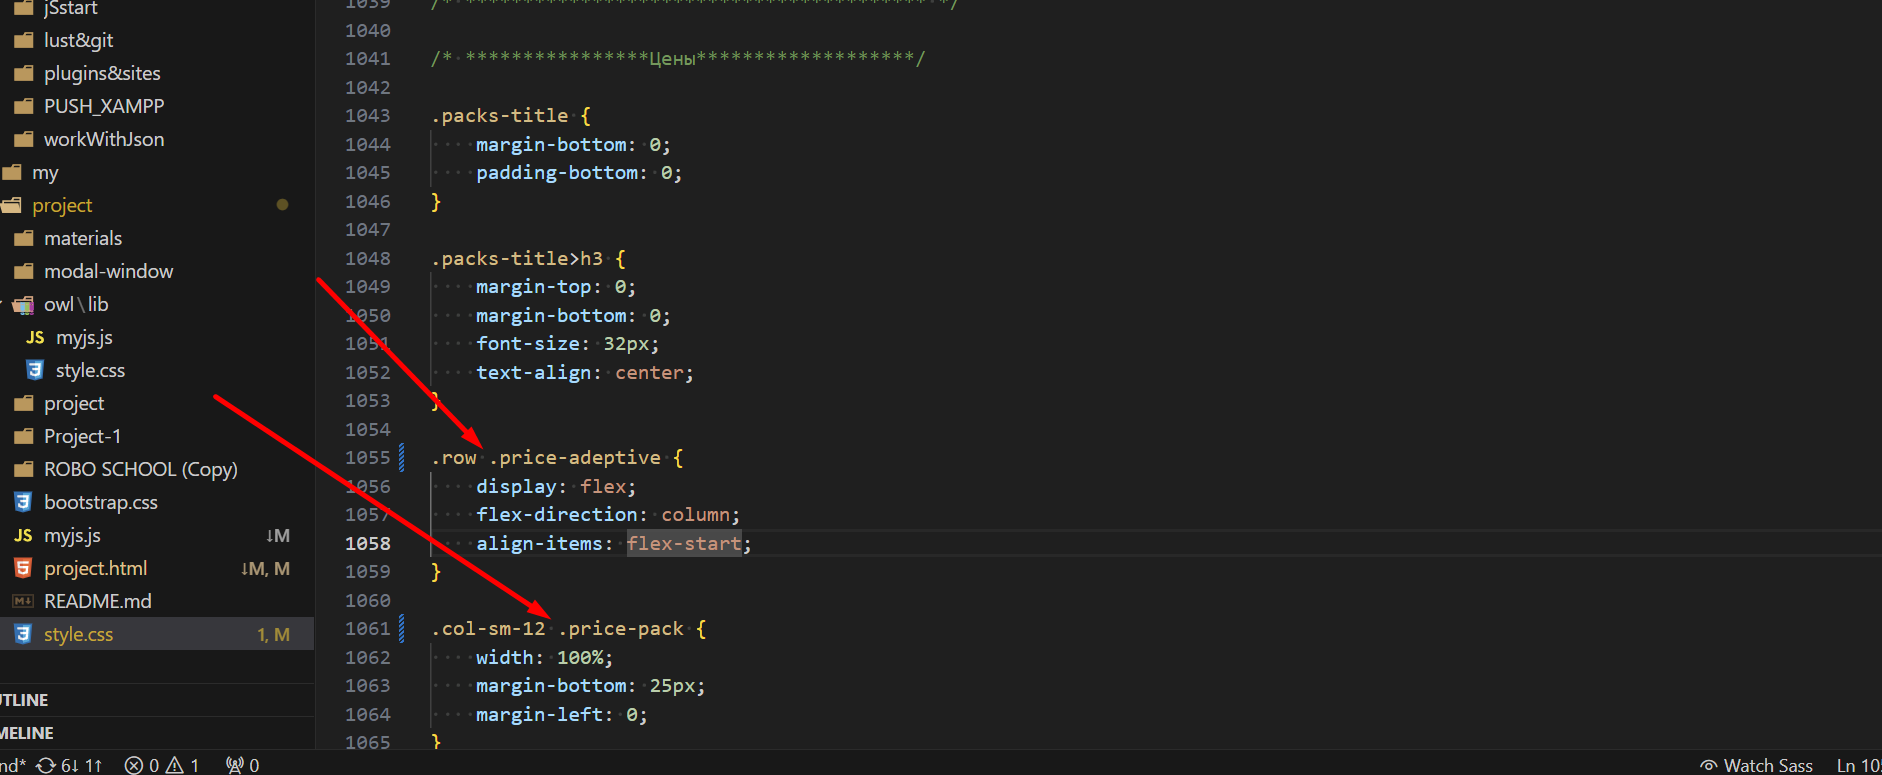 jSstart
lust&git
plugins&sites
PUSH_XAMPP
workWithJson
my
project
materials
modal-window
owl\lib
JS myjs.js
style.css
project
Project-1
ROBO SCHOOL (Copy)
bootstrap.css
JS myjs.js ↓M
project.html ↓M, M
README.md
style.css 1, M
UTLINE
MELINE
1039 /* **************************************** */
1040
1041 /* ****************Цены*******************/
1042
1043 .packs-title {
1044 margin-bottom: 0;
1045 padding-bottom: 0;
1046 }
1047
1048 .packs-title>h3 {
1049 margin-top: 0;
1050 margin-bottom: 0;
1051 font-size: 32px;
1052 text-align: center;
1053 }
1054
1055 .row .price-adeptive {
1056 display: flex;
1057 flex-direction: column;
1058 align-items: flex-start;
1059 }
1060
1061 .col-sm-12 .price-pack {
1062 width: 100%;
1063 margin-bottom: 25px;
1064 margin-left: 0;
1065 }
nd* 6↓ 1↑ 0 1 0 Watch Sass Ln 105